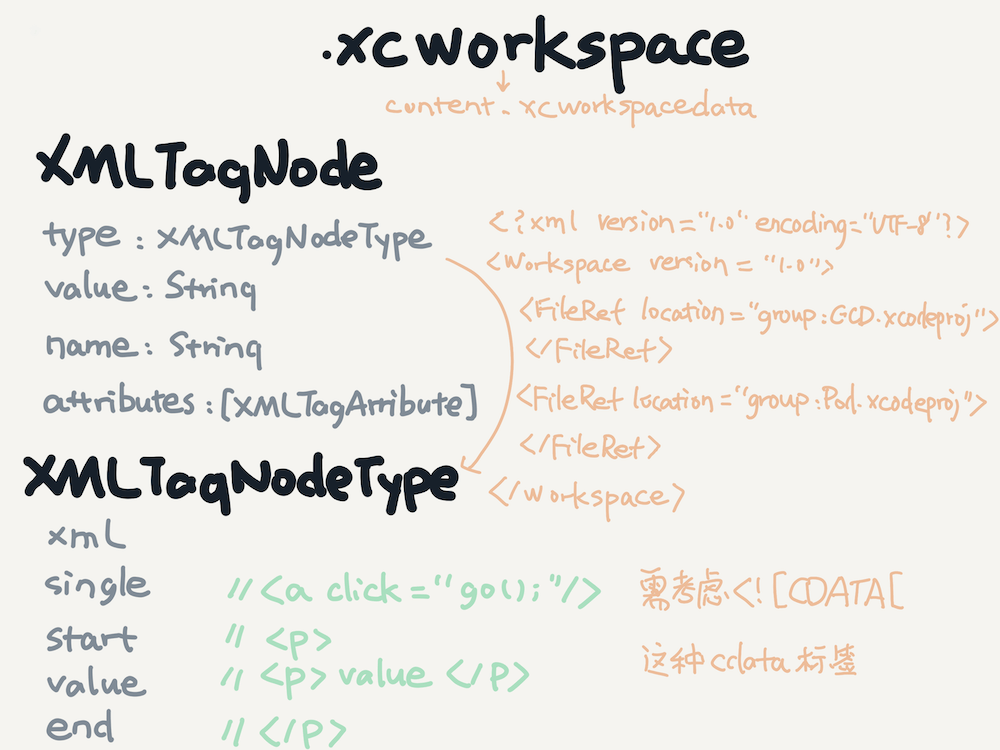 .xcworkspace
content.xcworkspacedata
XMLTagNode
type : XMLTagNodeType
value : String
name : String
attributes : [XMLTagArribute]
<?xml version="1.0" encoding="UTF-8"?>
<Workspace version = "1.0">
<FileRef location="group:GCD.xcodeproj">
</FileRef>
<FileRef location="group:Pod.xcodeproj">
</FileRef>
</Workspace>
XMLTagNodeType
xml
single // <a click="go();"/>
start // <p>
value // <p> value </p>
end // </p>
需考虑<![CDATA[
这种cdata标签